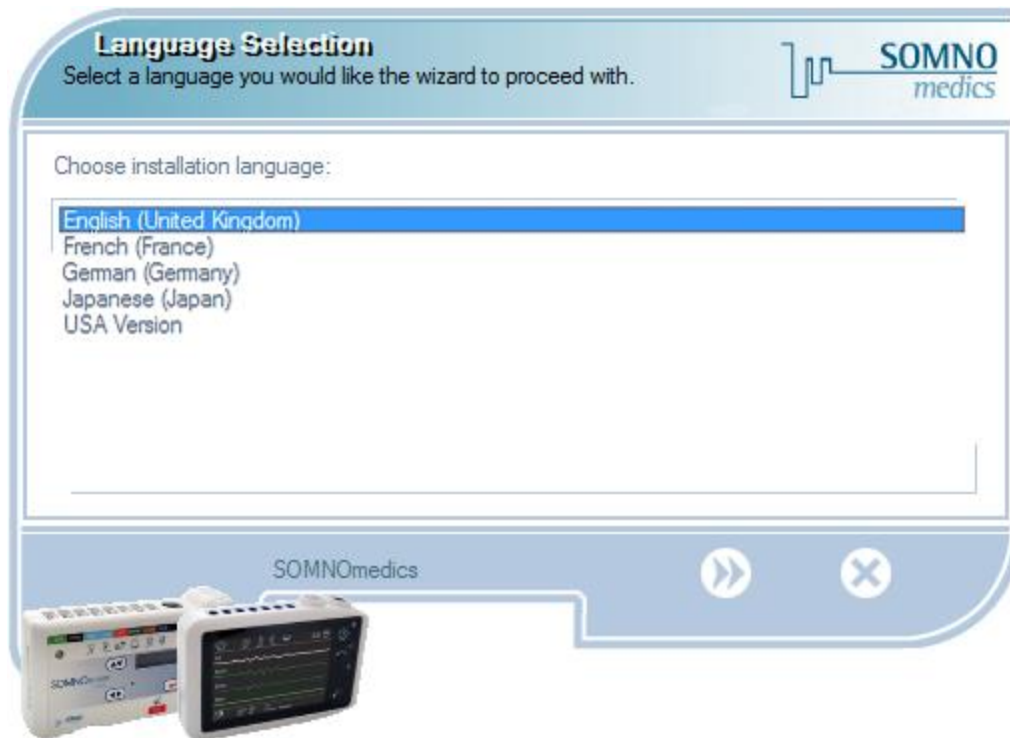 Language Selection
Select a language you would like the wizard to proceed with.
SOMNO
medics
Choose installation language:
English (United Kingdom)
French (France)
German (Germany)
Japanese (Japan)
USA Version
SOMNOmedics